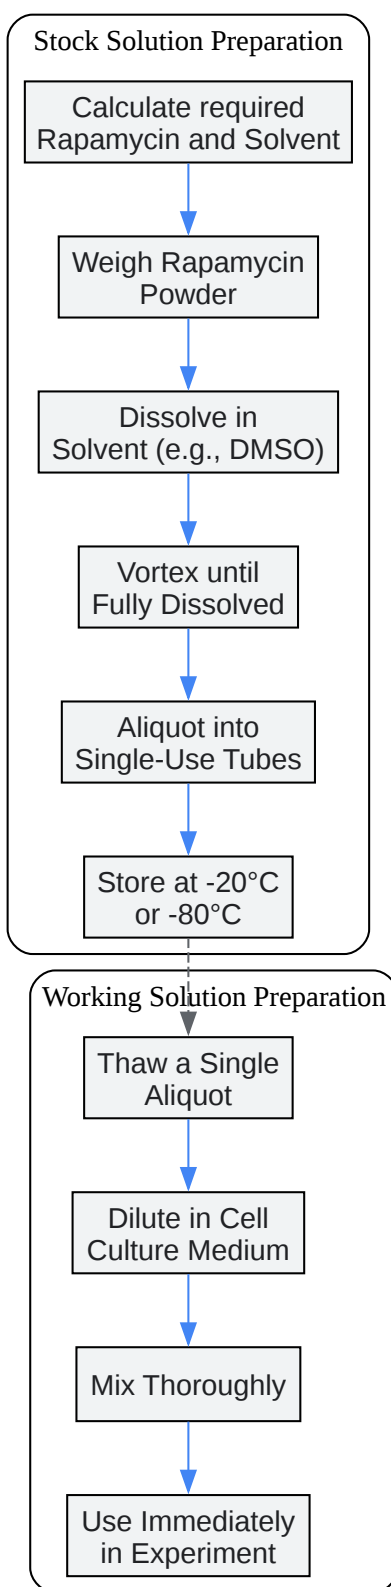 Stock Solution Preparation
Calculate required
Rapamycin and Solvent
Weigh Rapamycin
Powder
Dissolve in
Solvent (e.g., DMSO)
Vortex until
Fully Dissolved
Aliquot into
Single-Use Tubes
Store at -20°C
or -80°C
Working Solution Preparation
Thaw a Single
Aliquot
Dilute in Cell
Culture Medium
Mix Thoroughly
Use Immediately
in Experiment